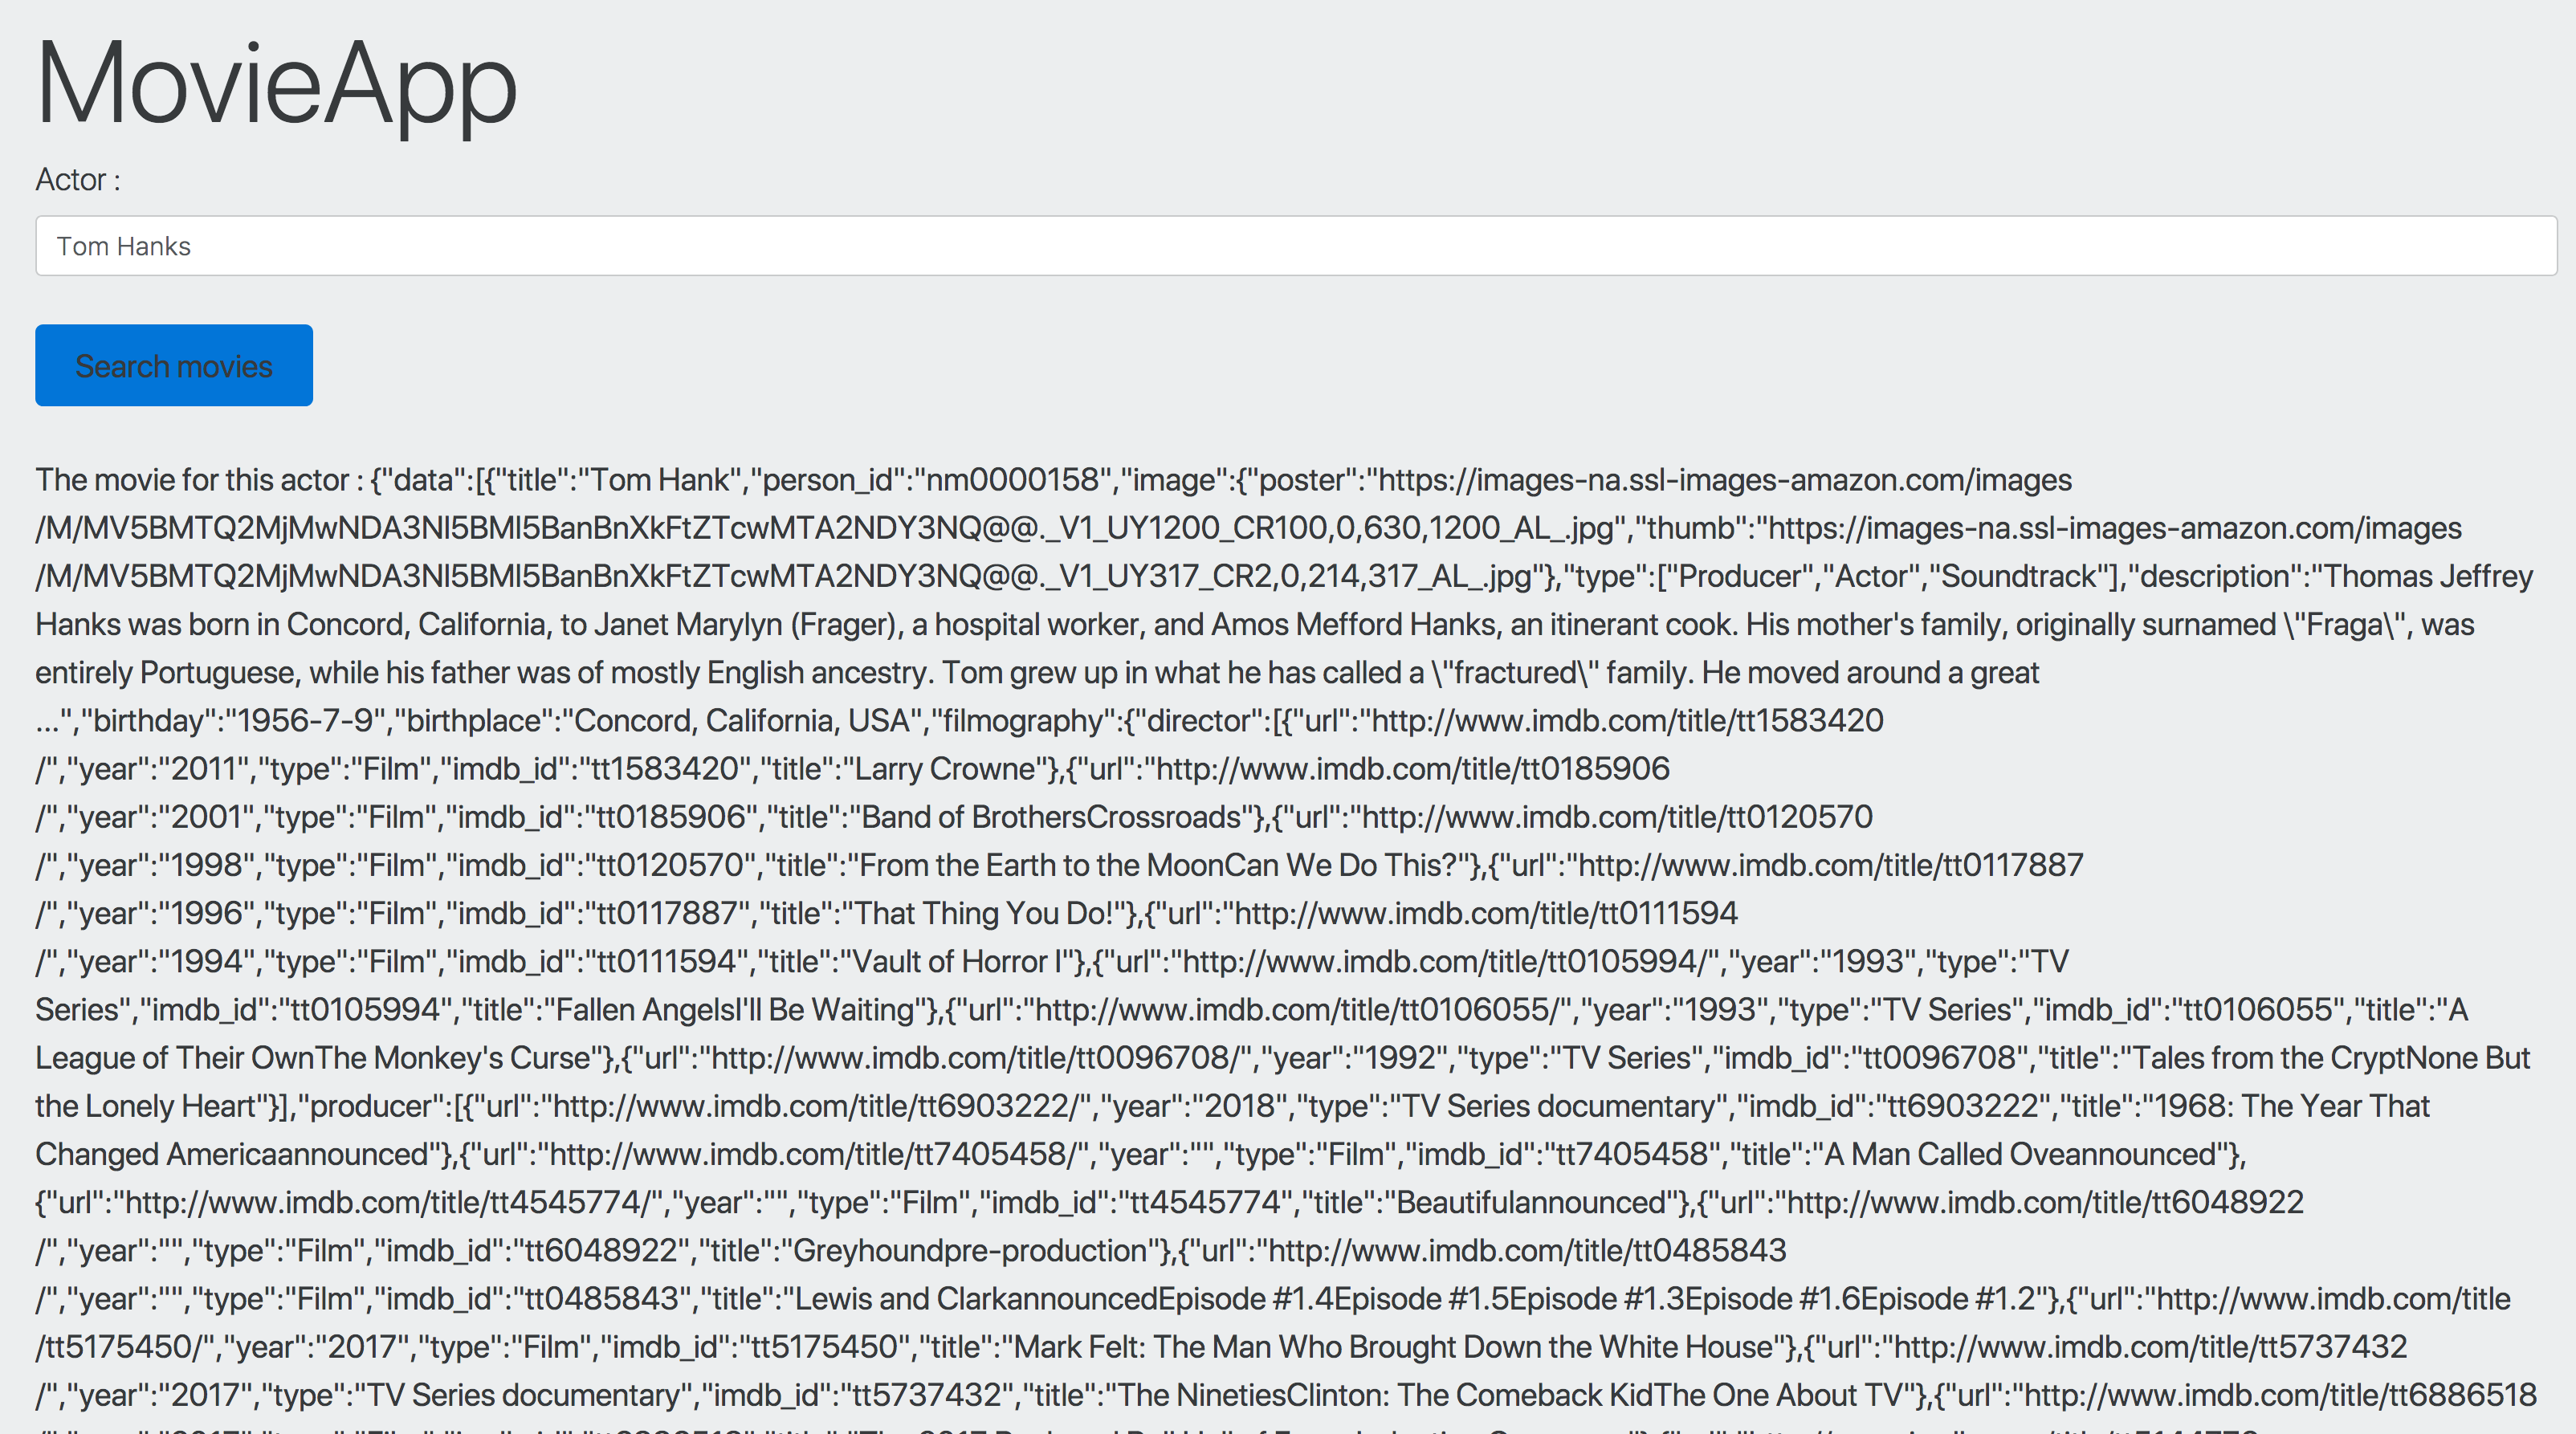 MovieApp
Actor :
Tom Hanks
Search movies
The movie for this actor : {"data":[{"title":"Tom Hank","person_id":"nm0000158","image":{"poster":"https://images-na.ssl-images-amazon.com/images
/M/MV5BMTQ2MjMwNDA3Nl5BMl5BanBnXkFtZTcwMTA2NDY3NQ@@._V1_UY1200_CR100,0,630,1200_AL_.jpg","thumb":"https://images-na.ssl-images-amazon.com/images
/M/MV5BMTQ2MjMwNDA3Nl5BMl5BanBnXkFtZTcwMTA2NDY3NQ@@._V1_UY317_CR2,0,214,317_AL_.jpg"},"type":["Producer","Actor","Soundtrack"],"description":"Thomas Jeffrey
Hanks was born in Concord, California, to Janet Marylyn (Frager), a hospital worker, and Amos Mefford Hanks, an itinerant cook. His mother's family, originally surnamed \"Fraga\", was
entirely Portuguese, while his father was of mostly English ancestry. Tom grew up in what he has called a \"fractured\" family. He moved around a great
...","birthday":"1956-7-9","birthplace":"Concord, California, USA","filmography":{"director":[{"url":"http://www.imdb.com/title/tt1583420
/","year":"2011","type":"Film","imdb_id":"tt1583420","title":"Larry Crowne"},{"url":"http://www.imdb.com/title/tt0185906
/","year":"2001","type":"Film","imdb_id":"tt0185906","title":"Band of BrothersCrossroads"},{"url":"http://www.imdb.com/title/tt0120570
/","year":"1998","type":"Film","imdb_id":"tt0120570","title":"From the Earth to the MoonCan We Do This?"},{"url":"http://www.imdb.com/title/tt0117887
/","year":"1996","type":"Film","imdb_id":"tt0117887","title":"That Thing You Do!"},{"url":"http://www.imdb.com/title/tt0111594
/","year":"1994","type":"Film","imdb_id":"tt0111594","title":"Vault of Horror I"},{"url":"http://www.imdb.com/title/tt0105994/","year":"1993","type":"TV
Series","imdb_id":"tt0105994","title":"Fallen AngelsI'll Be Waiting"},{"url":"http://www.imdb.com/title/tt0106055/","year":"1993","type":"TV Series","imdb_id":"tt0106055","title":"A
League of Their OwnThe Monkey's Curse"},{"url":"http://www.imdb.com/title/tt0096708/","year":"1992","type":"TV Series","imdb_id":"tt0096708","title":"Tales from the CryptNone But
the Lonely Heart"}],"producer":[{"url":"http://www.imdb.com/title/tt6903222/","year":"2018","type":"TV Series documentary","imdb_id":"tt6903222","title":"1968: The Year That
Changed Americaannounced"},{"url":"http://www.imdb.com/title/tt7405458/","year":"","type":"Film","imdb_id":"tt7405458","title":"A Man Called Oveannounced"},
{"url":"http://www.imdb.com/title/tt4545774/","year":"","type":"Film","imdb_id":"tt4545774","title":"Beautifulannounced"},{"url":"http://www.imdb.com/title/tt6048922
/","year":"","type":"Film","imdb_id":"tt6048922","title":"Greyhoundpre-production"},{"url":"http://www.imdb.com/title/tt0485843
/","year":"","type":"Film","imdb_id":"tt0485843","title":"Lewis and ClarkannouncedEpisode #1.4Episode #1.5Episode #1.3Episode #1.6Episode #1.2"},{"url":"http://www.imdb.com/title
/tt5175450/","year":"2017","type":"Film","imdb_id":"tt5175450","title":"Mark Felt: The Man Who Brought Down the White House"},{"url":"http://www.imdb.com/title/tt5737432
/","year":"2017","type":"TV Series documentary","imdb_id":"tt5737432","title":"The NinetiesClinton: The Comeback KidThe One About TV"},{"url":"http://www.imdb.com/title/tt6886518